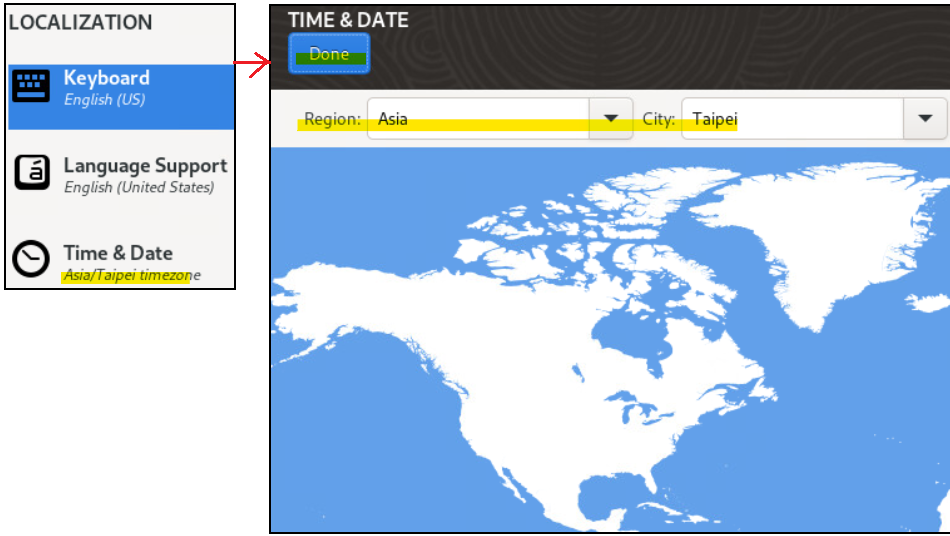 LOCALIZATION
Keyboard
English (US)
Language Support
English (United States)
Time & Date
Asia/Taipei timezone
TIME & DATE
Done
Region: Asia City: Taipei